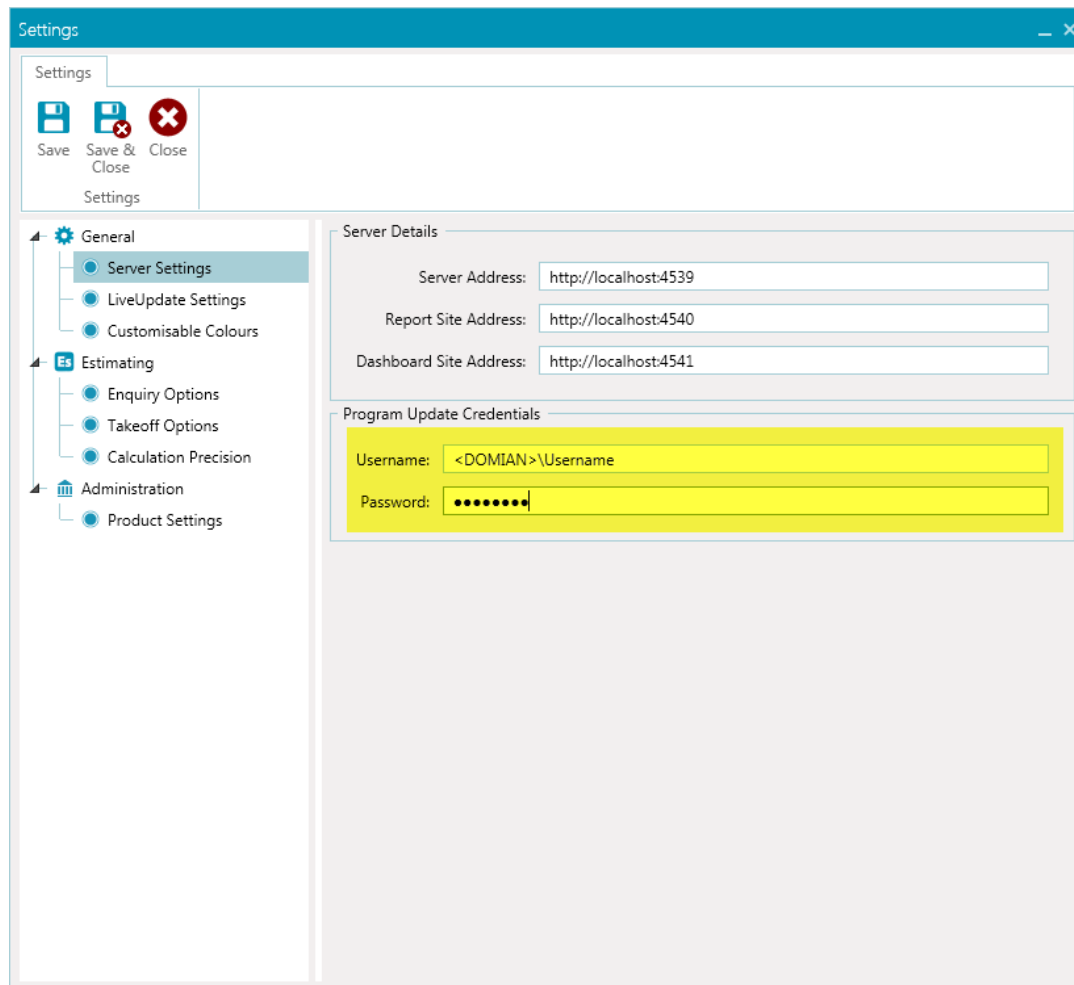 Settings
Settings
Save
Save & Close
Close
Settings
General
Server Settings
LiveUpdate Settings
Customisable Colours
Es Estimating
Enquiry Options
Takeoff Options
Calculation Precision
Administration
Product Settings
Server Details
Server Address: http://localhost:4539
Report Site Address: http://localhost:4540
Dashboard Site Address: http://localhost:4541
Program Update Credentials
Username: <DOMIAN>\Username
Password: ••••••••